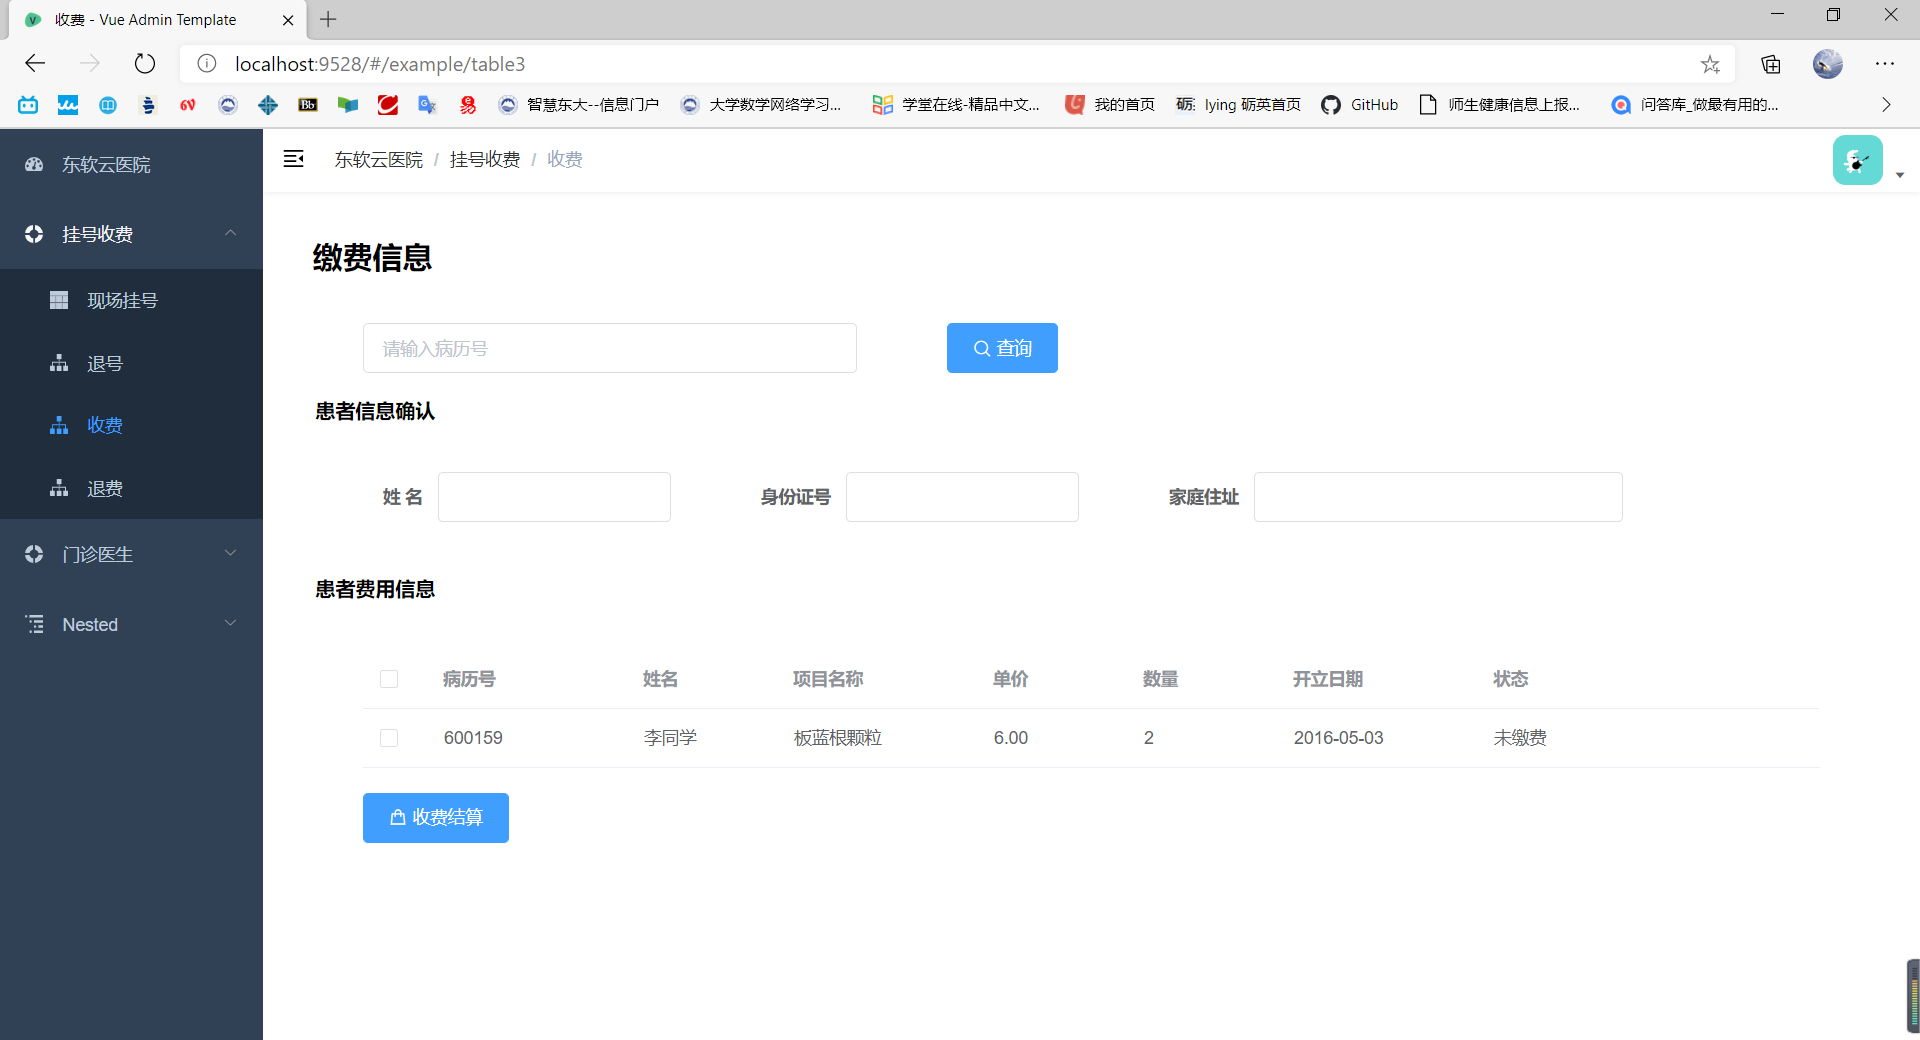 收费 - Vue Admin Template
localhost:9528/#/example/table3
6V Bb 智慧东大--信息门户 大学数学网络学习... 学堂在线-精品中文... 我的首页 砺: lying 砺英首页 GitHub 师生健康信息上报... 问答库_做最有用的...
东软云医院
挂号收费
现场挂号
退号
收费
退费
门诊医生
Nested
东软云医院 / 挂号收费 / 收费
缴费信息
请输入病历号 查询
患者信息确认
姓 名 身份证号 家庭住址
患者费用信息
病历号 姓名 项目名称 单价 数量 开立日期 状态
600159 李同学 板蓝根颗粒 6.00 2 2016-05-03 未缴费
收费结算